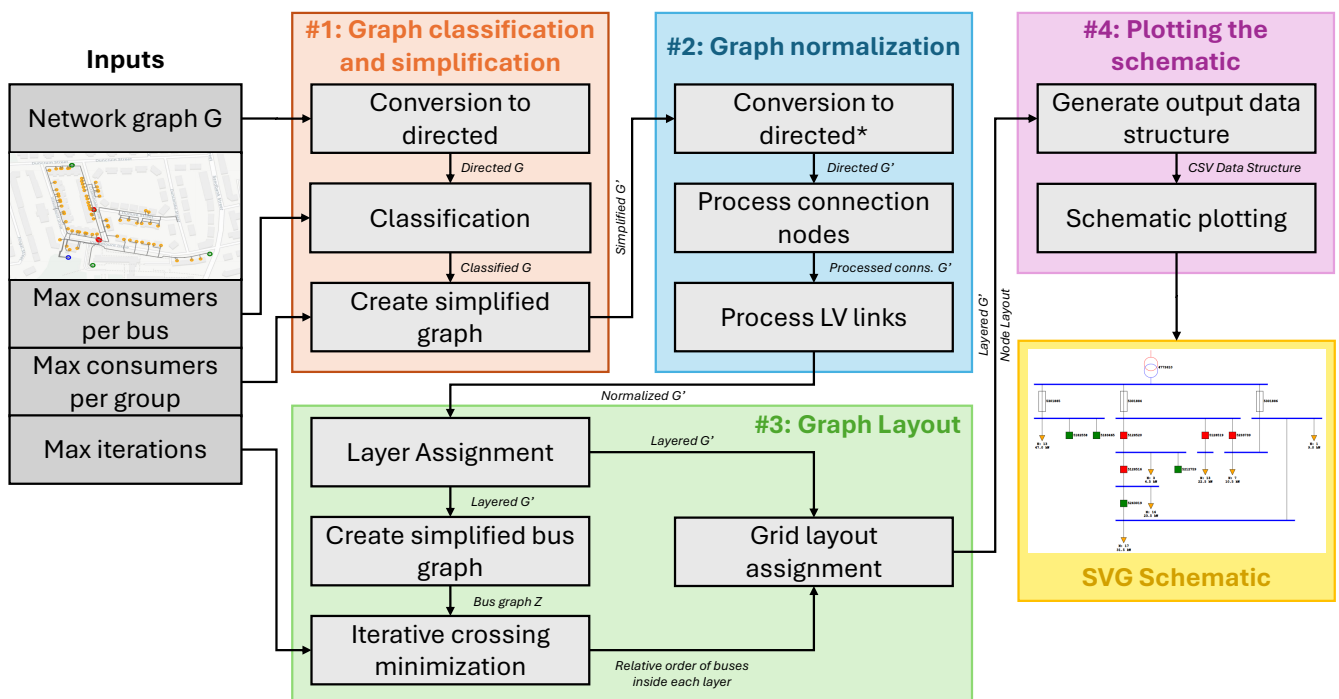 Inputs
Network graph G
Max consumers
per bus
Max consumers
per group
Max iterations
#1: Graph classification
and simplification
Conversion to
directed
Directed G
Classification
Classified G
Create simplified
graph
Simplified G’
#2: Graph normalization
Conversion to
directed*
Directed G’
Process connection
nodes
Processed conns. G’
Process LV links
Normalized G’
#3: Graph Layout
Layer Assignment
Layered G’
Layered G’
Create simplified bus
graph
Bus graph Z
Iterative crossing
minimization
Relative order of buses
inside each layer
Grid layout
assignment
Layered G’
Node Layout
#4: Plotting the
schematic
Generate output data
structure
CSV Data Structure
Schematic plotting
SVG Schematic